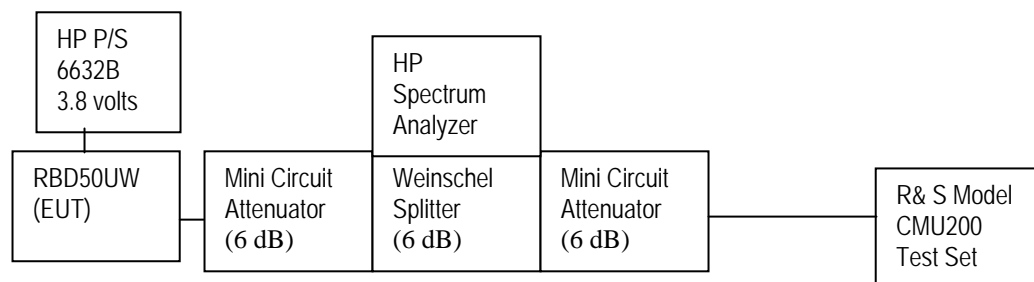 HP P/S
6632B
3.8 volts
HP
Spectrum
Analyzer
RBD50UW
(EUT)
Mini Circuit
Attenuator
(6 dB)
Weinschel
Splitter
(6 dB)
Mini Circuit
Attenuator
(6 dB)
R& S Model
CMU200
Test Set